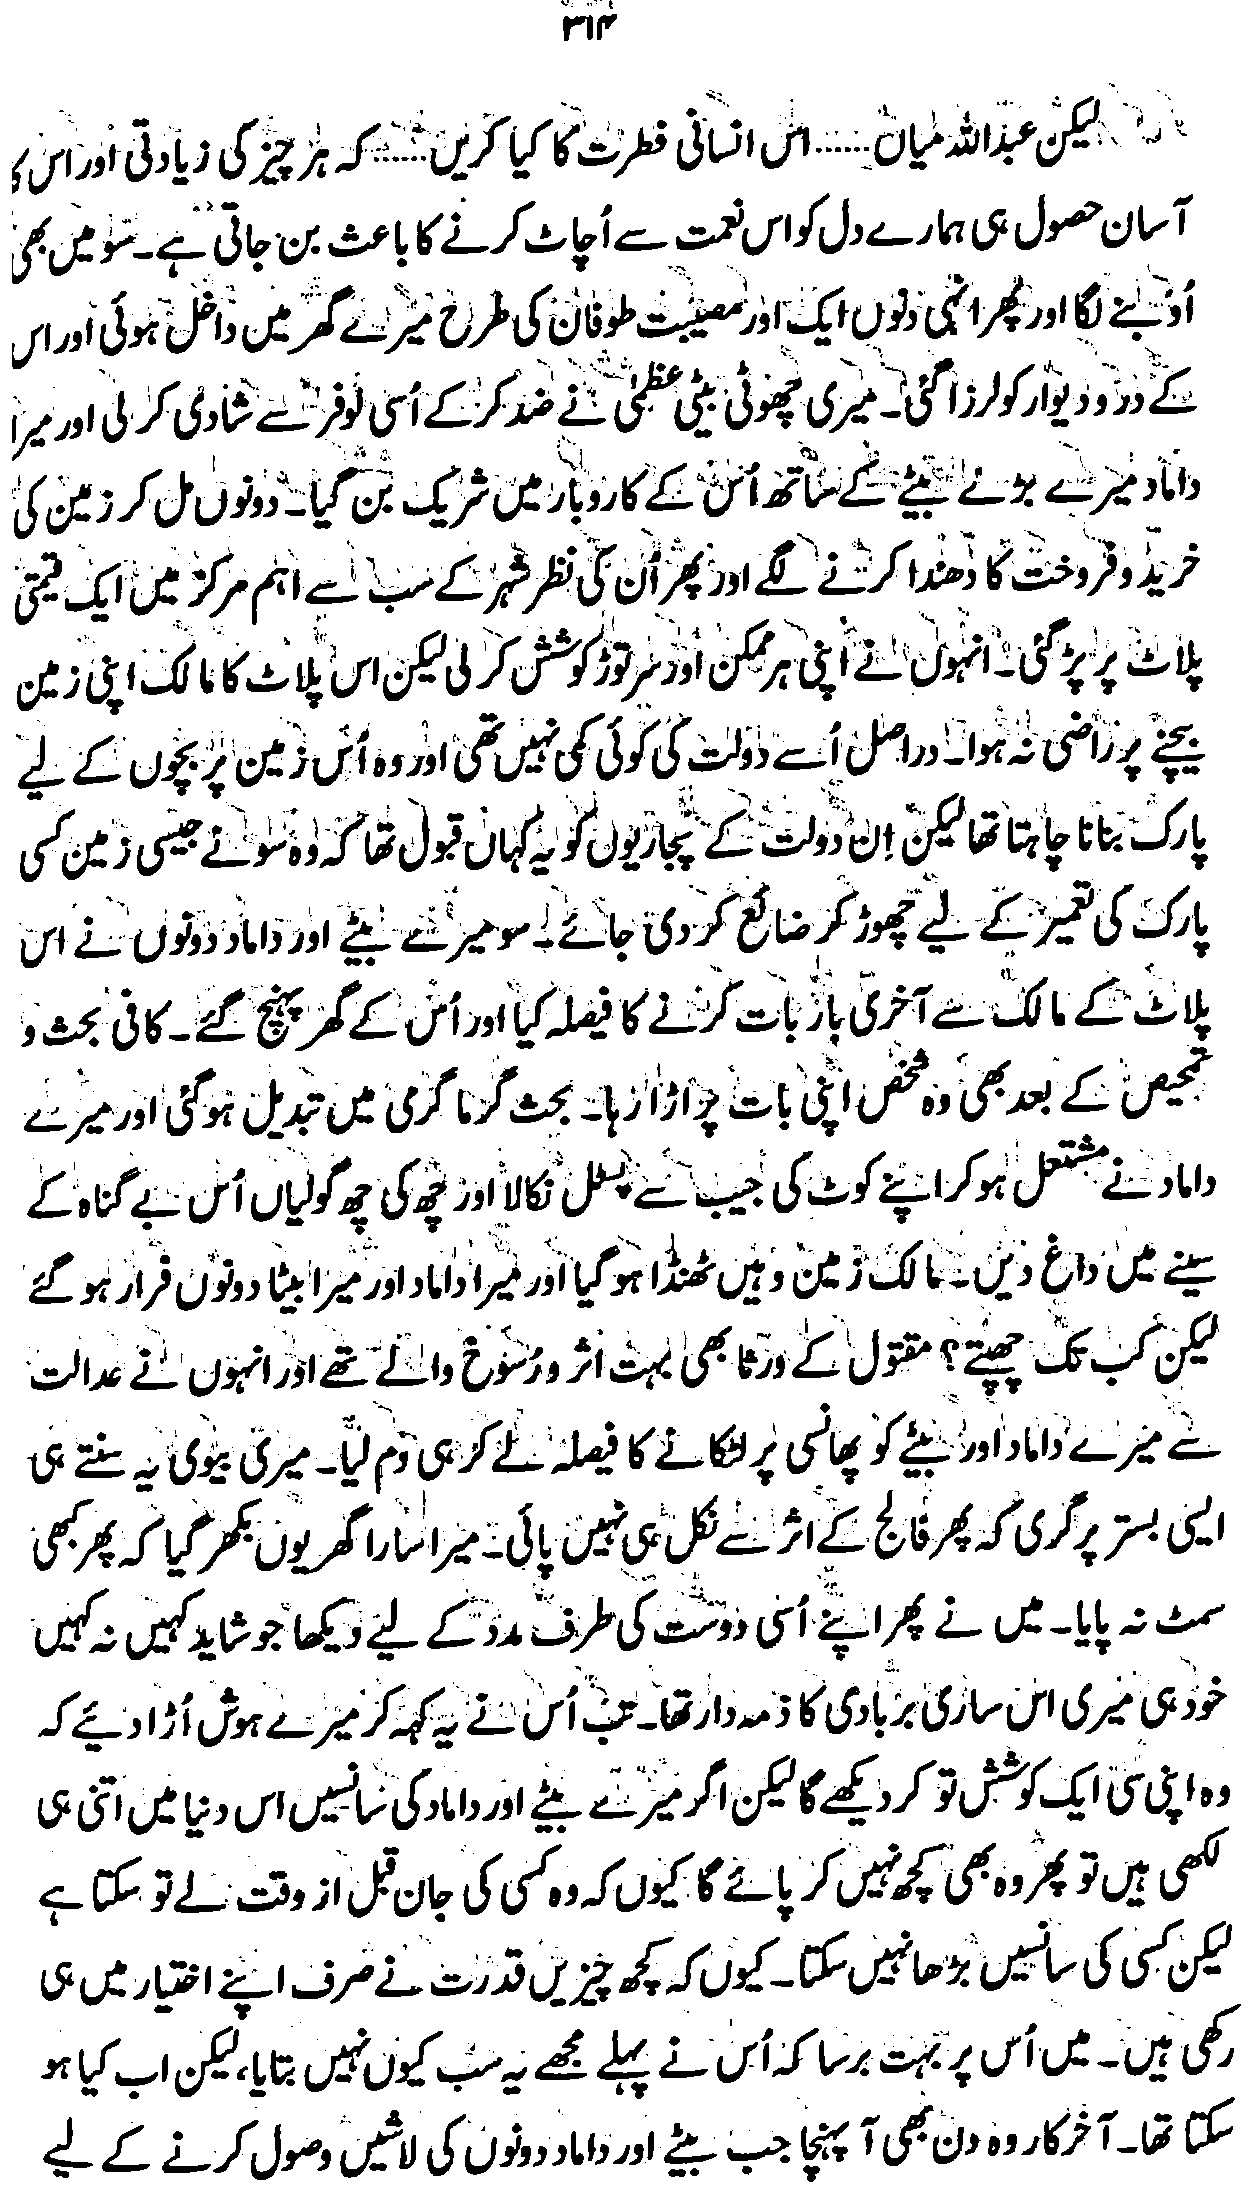 ۳۱۴
لیکن عبداللہ میاں......اس انسانی فطرت کا کیا کریں......کہ ہر چیز کی زیادتی اور اس کا
آسان حصول ہی ہمارے دل کو اس نعمت سے اُچاٹ کرنے کا باعث بن جاتی ہے۔ سو میں بھی
اُوبنے لگا اور پھر انہی دنوں ایک اور مصیبت طوفان کی طرح میرے گھر میں داخل ہوئی اور اس
کے در و دیوار کو لرزا گئی۔ میری چھوٹی بیٹی عظمیٰ نے ضد کر کے اُسی لوفر سے شادی کر لی اور میرا
داماد میرے بڑے بیٹے کے ساتھ اُس کے کاروبار میں شریک بن گیا۔ دونوں مل کر زمین کی
خرید و فروخت کا دھندا کرنے لگے اور پھر اُن کی نظر شہر کے سب سے اہم مرکز میں ایک قیمتی
پلاٹ پر پڑ گئی۔ انہوں نے اپنی ہر ممکن اور سر توڑ کوشش کر لی لیکن اس پلاٹ کا مالک اپنی زمین
بیچنے پر راضی نہ ہوا۔ دراصل اُسے دولت کی کوئی کمی نہیں تھی اور وہ اُس زمین پر بچوں کے لیے
پارک بنانا چاہتا تھا لیکن اِن دولت کے پجاریوں کو یہ کہاں قبول تھا کہ وہ سونے جیسی زمین کسی
پارک کی تعمیر کے لیے چھوڑ کر ضائع کر دی جائے۔ سو میرے بیٹے اور داماد دونوں نے اس
پلاٹ کے مالک سے آخری بار بات کرنے کا فیصلہ کیا اور اُس کے گھر پہنچ گئے۔ کافی بحث و
تمحیص کے بعد بھی وہ شخص اپنی بات پر اڑا رہا۔ بحث گرما گرمی میں تبدیل ہو گئی اور میرے
داماد نے مشتعل ہو کر اپنے کوٹ کی جیب سے پسٹل نکالا اور چھ کی چھ گولیاں اُس بے گناہ کے
سینے میں داغ دیں۔ مالک زمین وہیں ٹھنڈا ہو گیا اور میرا داماد اور میرا بیٹا دونوں فرار ہو گئے
لیکن کب تک چھپتے؟ مقتول کے ورثا بھی بہت اثر و رسوخ والے تھے اور انہوں نے عدالت
سے میرے داماد اور بیٹے کو پھانسی پر لٹکانے کا فیصلہ لے کر ہی دم لیا۔ میری بیوی یہ سنتے ہی
ایسی بستر پر گری کہ پھر فالج کے اثر سے نکل ہی نہیں پائی۔ میرا سارا گھر یوں بکھر گیا کہ پھر کبھی
سمٹ نہ پایا۔ میں نے پھر اپنے اُسی دوست کی طرف مدد کے لیے دیکھا جو شاید کہیں نہ کہیں
خود ہی میری اس ساری بربادی کا ذمہ دار تھا۔ تب اُس نے یہ کہہ کر میرے ہوش اُڑا دیئے کہ
وہ اپنی سی ایک کوشش تو کر دیکھے گا لیکن اگر میرے بیٹے اور داماد کی سانسیں اس دنیا میں اتنی ہی
لکھی ہیں تو پھر وہ بھی کچھ نہیں کر پائے گا کیوں کہ وہ کسی کی جان قبل از وقت لے تو سکتا ہے
لیکن کسی کی سانسیں بڑھا نہیں سکتا۔ کیوں کہ کچھ چیزیں قدرت نے صرف اپنے اختیار میں ہی
رکھی ہیں۔ میں اُس پر بہت برسا کہ اُس نے پہلے مجھے یہ سب کیوں نہیں بتایا، لیکن اب کیا ہو
سکتا تھا۔ آخر کار وہ دن بھی آ پہنچا جب بیٹے اور داماد دونوں کی لاشیں وصول کرنے کے لیے